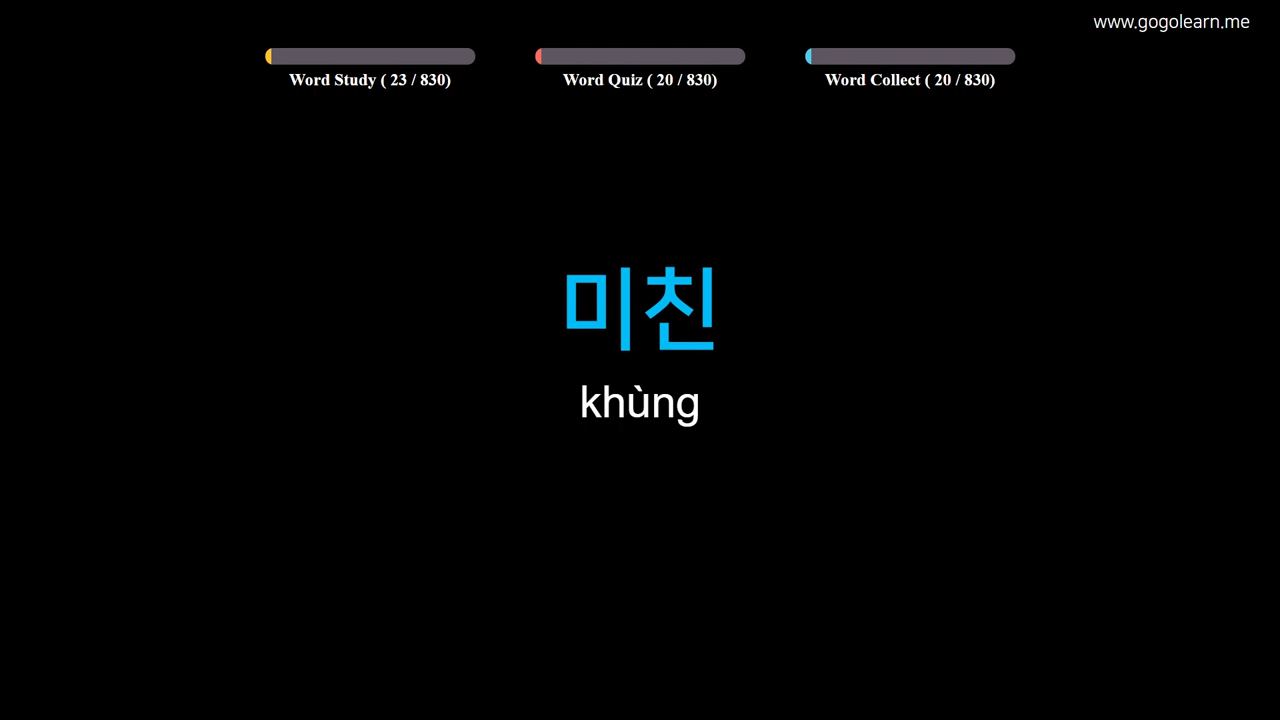 www.gogolearn.me
Word Study ( 23 / 830)
Word Quiz ( 20 / 830)
Word Collect ( 20 / 830)
미친
khùng